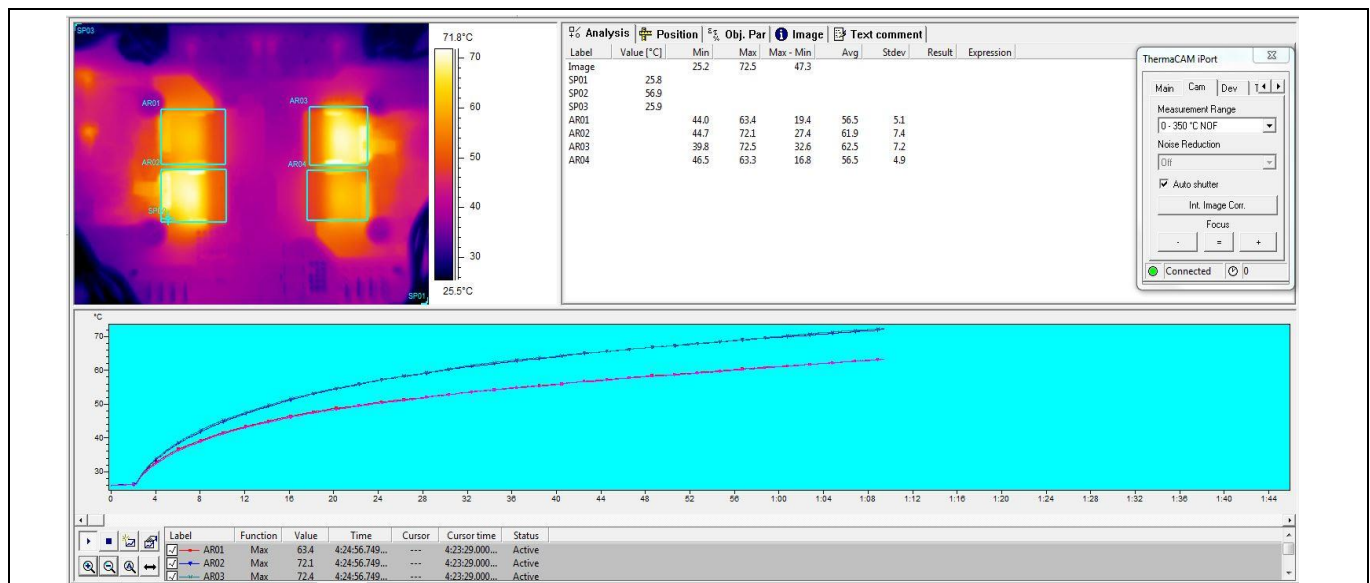 SP03
AR01
AR03
AR02
AR04
SP01
71.8°C
70
60
50
40
30
25.5°C
Analysis Position Obj. Par Image Text comment
Label Value [°C] Min Max Max - Min Avg Stdev Result Expression
Image 25.2 72.5 47.3
SP01 25.8
SP02 56.9
SP03 25.9
AR01 44.0 63.4 19.4 56.5 5.1
AR02 44.7 72.1 27.4 61.9 7.4
AR03 39.8 72.5 32.6 62.5 7.2
AR04 46.5 63.3 16.8 56.5 4.9
ThermaCAM iPort
Main Cam Dev
Measurement Range
0 - 350 °C NOF
Noise Reduction
Off
Auto shutter
Int. Image Corr.
Focus
- = +
Connected 0
°C
70
60
50
40
30
0 4 8 12 16 20 24 28 32 36 40 44 48 52 56 1:00 1:04 1:08 1:12 1:16 1:20 1:24 1:28 1:32 1:36 1:40 1:44
Label Function Value Time Cursor Cursor time Status
AR01 Max 63.4 4:24:56.749... --- 4:23:29.000... Active
AR02 Max 72.1 4:24:56.749... --- 4:23:29.000... Active
AR03 Max 72.4 4:24:56.749... --- 4:23:29.000... Active